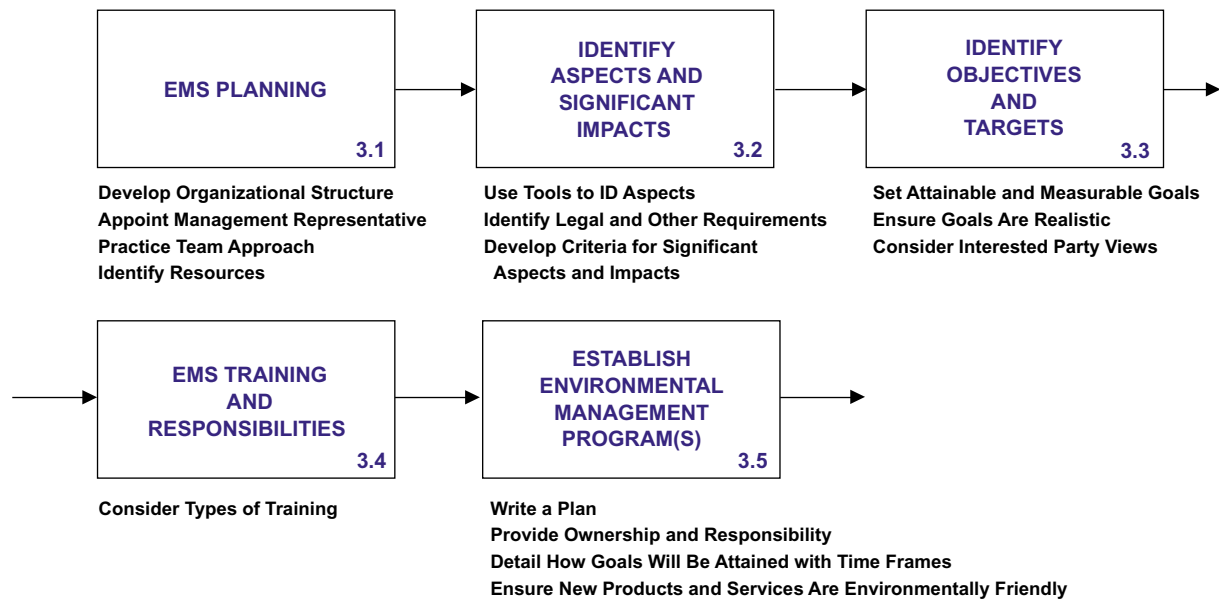 EMS PLANNING
3.1
Develop Organizational Structure
Appoint Management Representative
Practice Team Approach
Identify Resources
IDENTIFY
ASPECTS AND
SIGNIFICANT
IMPACTS
3.2
Use Tools to ID Aspects
Identify Legal and Other Requirements
Develop Criteria for Significant
Aspects and Impacts
IDENTIFY
OBJECTIVES
AND
TARGETS
3.3
Set Attainable and Measurable Goals
Ensure Goals Are Realistic
Consider Interested Party Views
EMS TRAINING
AND
RESPONSIBILITIES
3.4
Consider Types of Training
ESTABLISH
ENVIRONMENTAL
MANAGEMENT
PROGRAM(S)
3.5
Write a Plan
Provide Ownership and Responsibility
Detail How Goals Will Be Attained with Time Frames
Ensure New Products and Services Are Environmentally Friendly